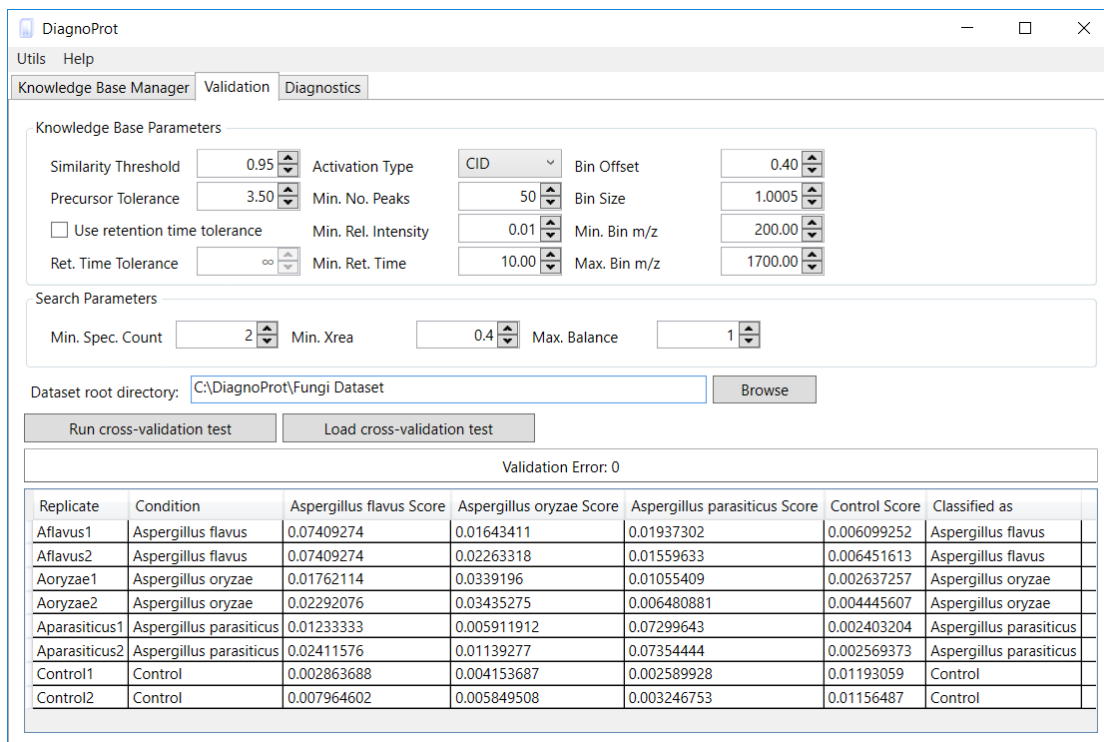 DiagnoProt
Utils Help
Knowledge Base Manager Validation Diagnostics
Knowledge Base Parameters
Similarity Threshold 0.95 Activation Type CID Bin Offset 0.40
Precursor Tolerance 3.50 Min. No. Peaks 50 Bin Size 1.0005
Use retention time tolerance Min. Rel. Intensity 0.01 Min. Bin m/z 200.00
Ret. Time Tolerance ∞ Min. Ret. Time 10.00 Max. Bin m/z 1700.00
Search Parameters
Min. Spec. Count 2 Min. Xrea 0.4 Max. Balance 1
Dataset root directory: C:\DiagnoProt\Fungi Dataset Browse
Run cross-validation test Load cross-validation test
Validation Error: 0
Replicate Condition Aspergillus flavus Score Aspergillus oryzae Score Aspergillus parasiticus Score Control Score Classified as
Aflavus1 Aspergillus flavus 0.07409274 0.01643411 0.01937302 0.006099252 Aspergillus flavus
Aflavus2 Aspergillus flavus 0.07409274 0.02263318 0.01559633 0.006451613 Aspergillus flavus
Aoryzae1 Aspergillus oryzae 0.01762114 0.0339196 0.01055409 0.002637257 Aspergillus oryzae
Aoryzae2 Aspergillus oryzae 0.02292076 0.03435275 0.006480881 0.004445607 Aspergillus oryzae
Aparasiticus1 Aspergillus parasiticus 0.01233333 0.005911912 0.07299643 0.002403204 Aspergillus parasiticus
Aparasiticus2 Aspergillus parasiticus 0.02411576 0.01139277 0.07354444 0.002569373 Aspergillus parasiticus
Control1 Control 0.002863688 0.004153687 0.002589928 0.01193059 Control
Control2 Control 0.007964602 0.005849508 0.003246753 0.01156487 Control